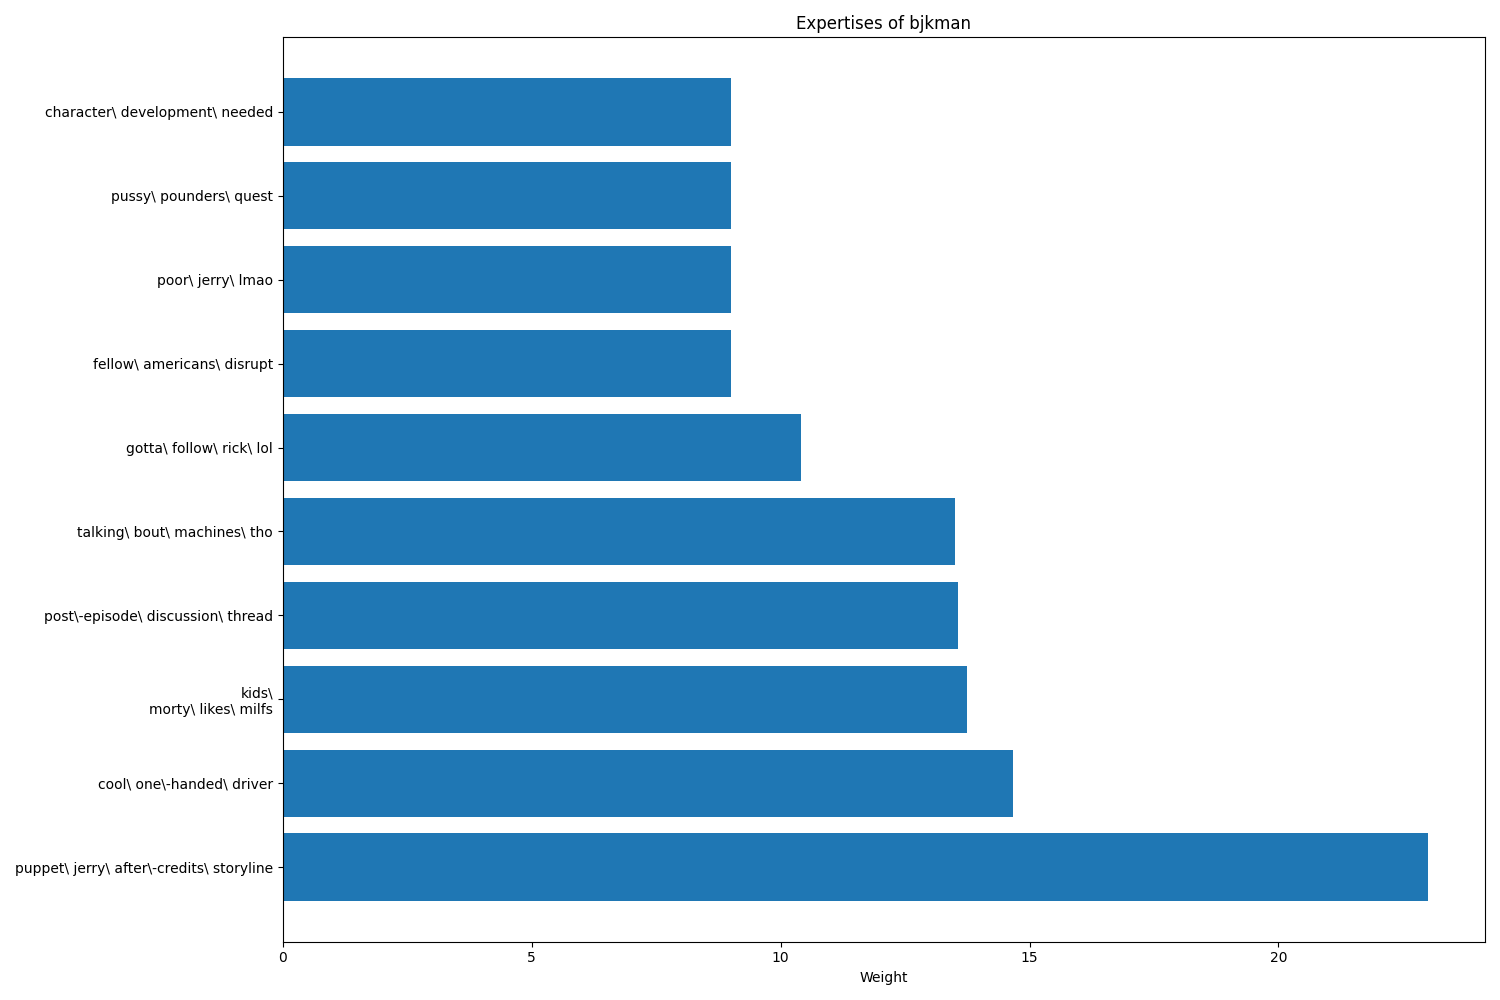 Expertises of bjkman
character\ development\ needed
pussy\ pounders\ quest
poor\ jerry\ lmao
fellow\ americans\ disrupt
gotta\ follow\ rick\ lol
talking\ bout\ machines\ tho
post\-episode\ discussion\ thread
kids\
morty\ likes\ milfs
cool\ one\-handed\ driver
puppet\ jerry\ after\-credits\ storyline
0 5 10 15 20
Weight